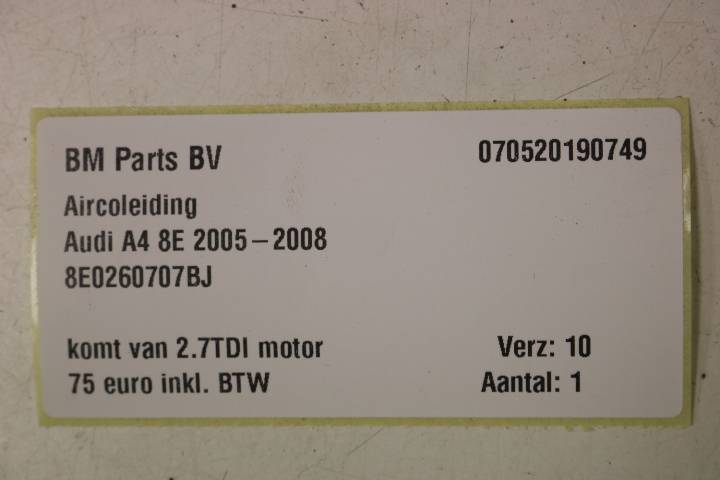 BM Parts BV 070520190749
Aircoleiding
Audi A4 8E 2005-2008
8E0260707BJ
komt van 2.7TDI motor Verz: 10
75 euro inkl. BTW Aantal: 1